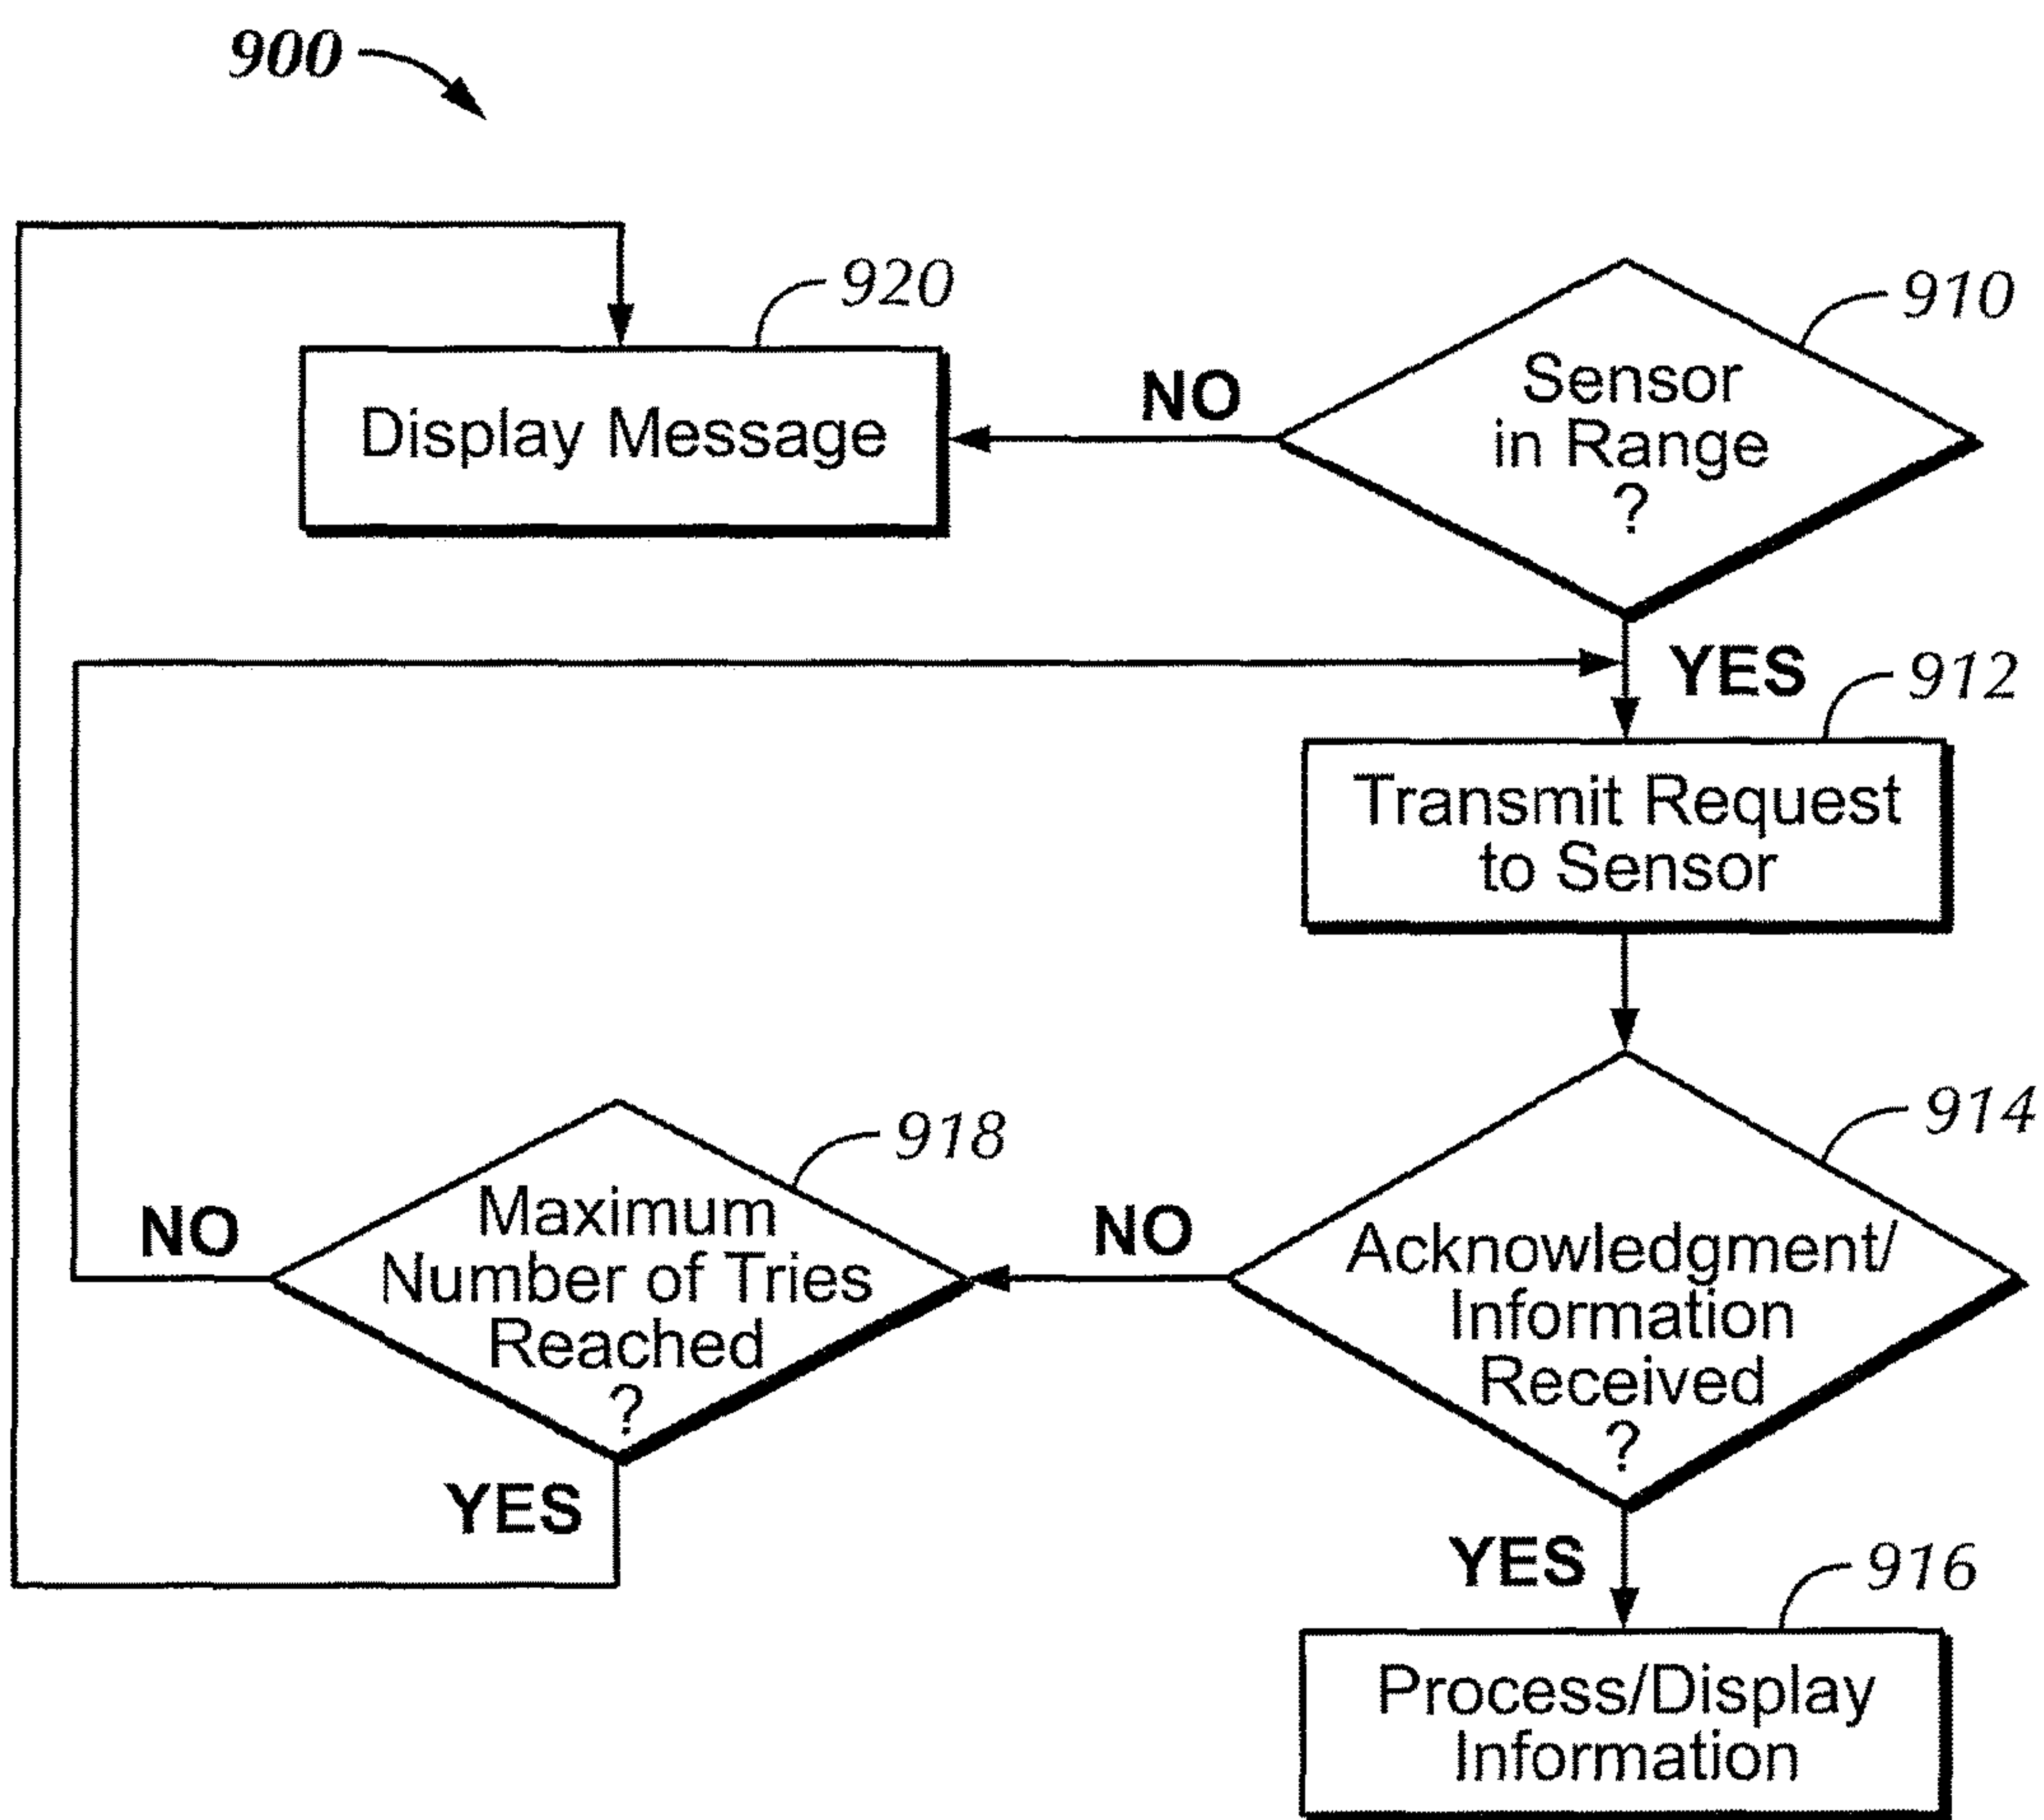 900
920
Display Message
NO
910
Sensor
in Range
?
YES
912
Transmit Request
to Sensor
914
Acknowledgment/
Information
Received
?
NO
918
Maximum
Number of Tries
Reached
?
NO
YES
YES
916
Process/Display
Information